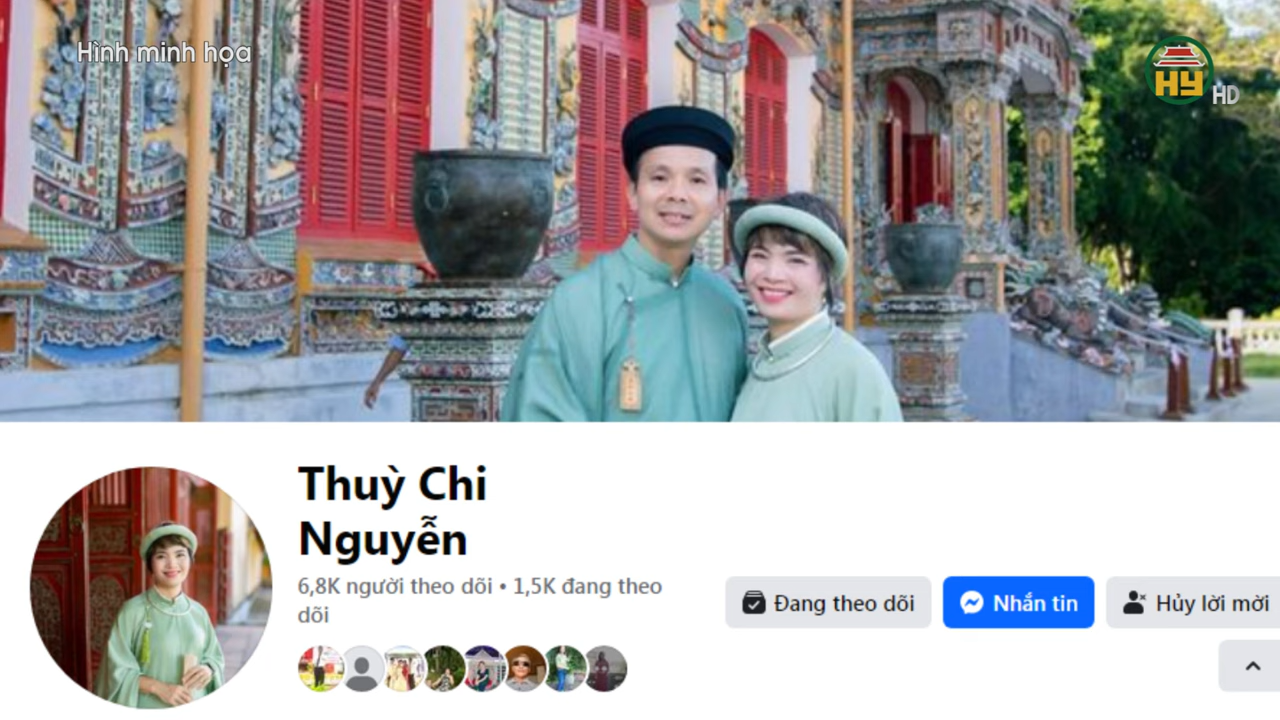 Hình minh họa
HY HD
Thuỳ Chi
Nguyễn
6,8K người theo dõi • 1,5K đang theo
dõi
Đang theo dõi
Nhắn tin
Hủy lời mời